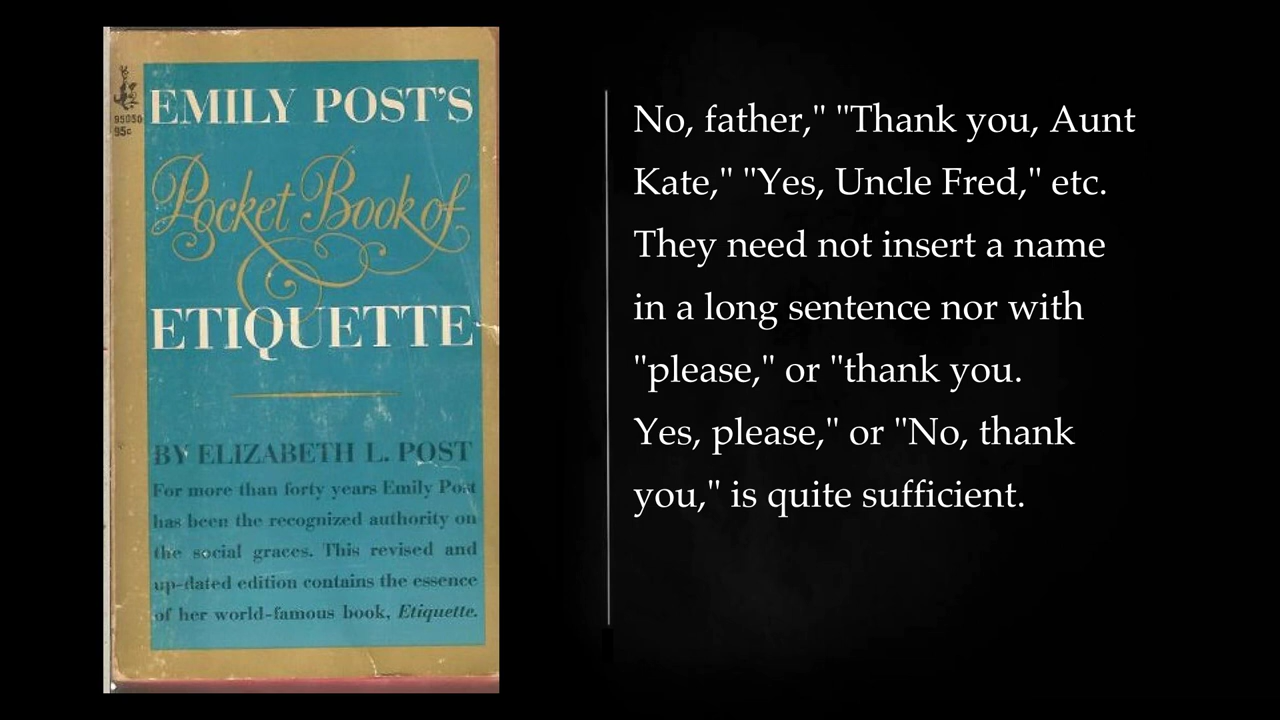 95050
95c
EMILY POST'S
Pocket Book of
ETIQUETTE
BY ELIZABETH L. POST
For more than forty years Emily Post
has been the recognized authority on
the social graces. This revised and
up-dated edition contains the essence
of her world-famous book, Etiquette.
No, father," "Thank you, Aunt
Kate," "Yes, Uncle Fred," etc.
They need not insert a name
in a long sentence nor with
"please," or "thank you.
Yes, please," or "No, thank
you," is quite sufficient.